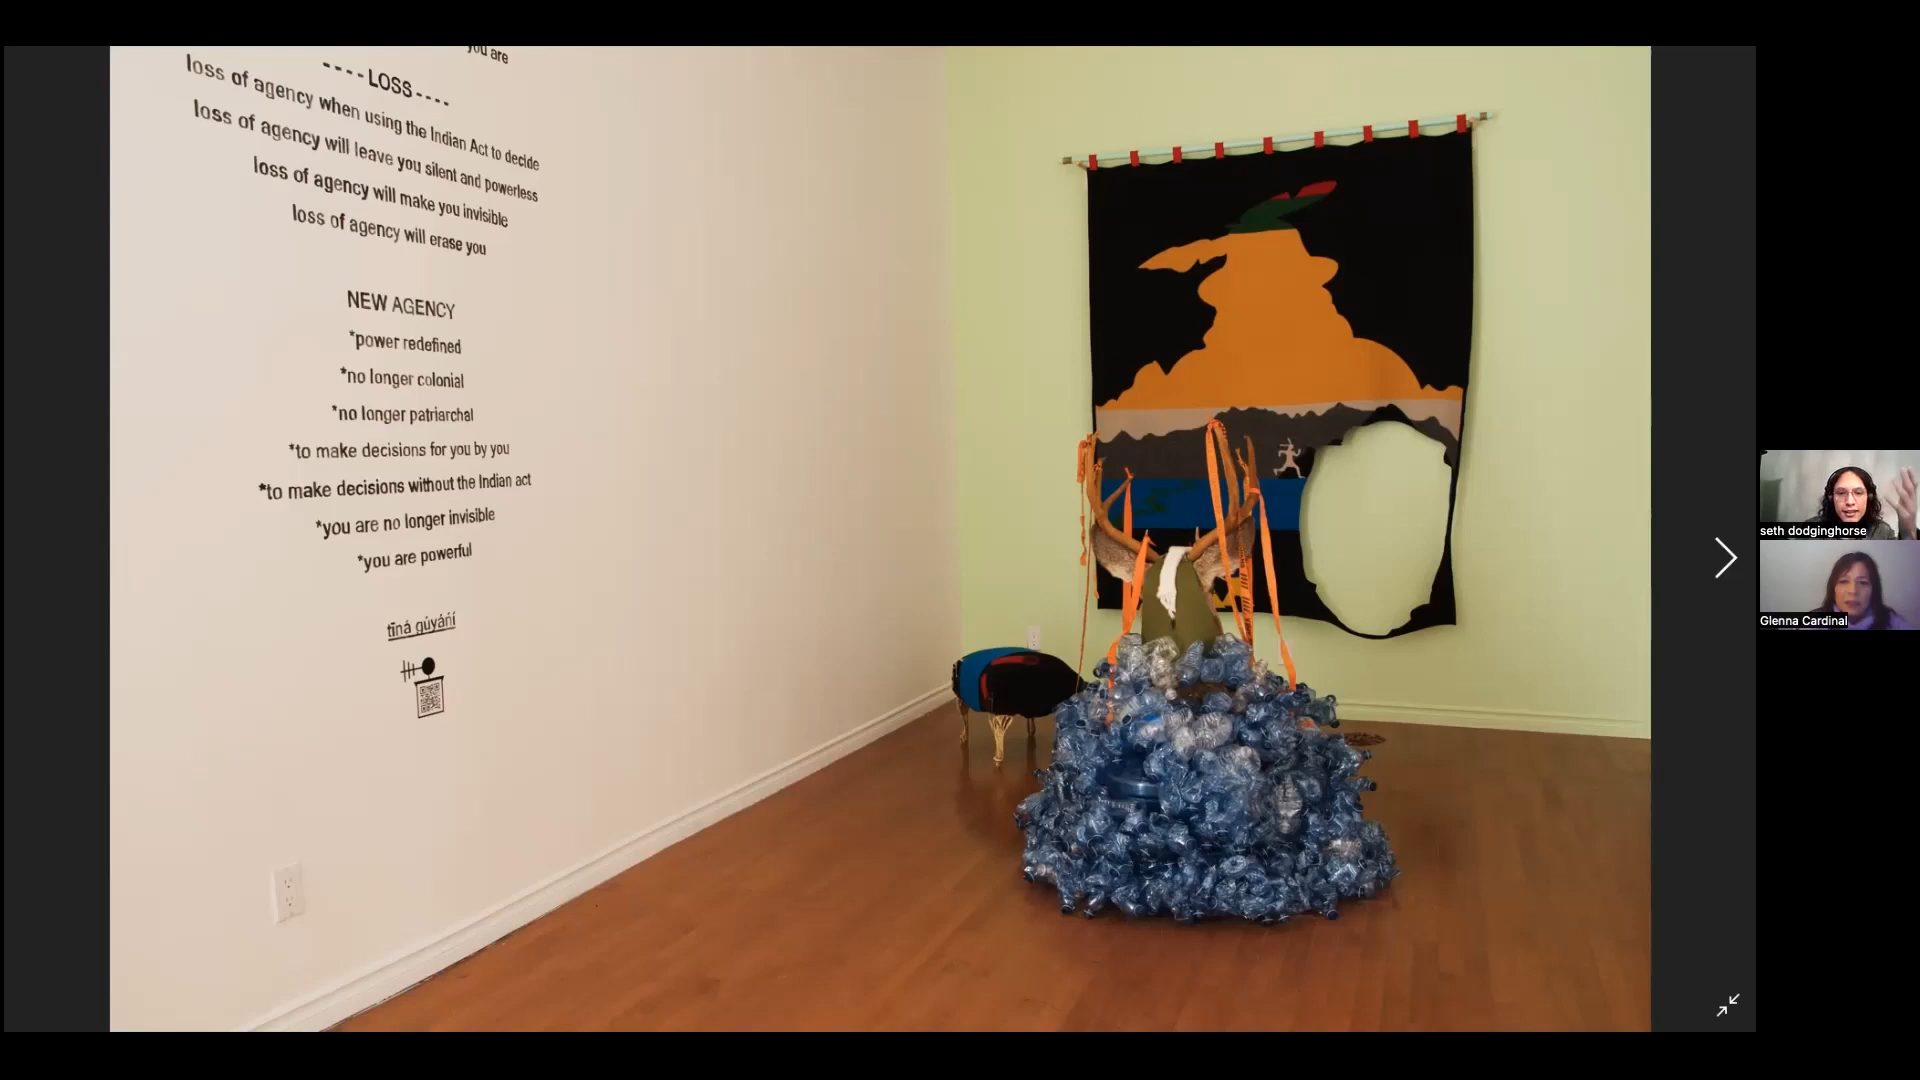 you are
----LOSS----
loss of agency when using the Indian Act to decide
loss of agency will leave you silent and powerless
loss of agency will make you invisible
loss of agency will erase you
NEW AGENCY
*power redefined
*no longer colonial
*no longer patriarchal
*to make decisions for you by you
*to make decisions without the Indian act
*you are no longer invisible
*you are powerful
tīná gúyáńí
seth dodginghorse
Glenna Cardinal